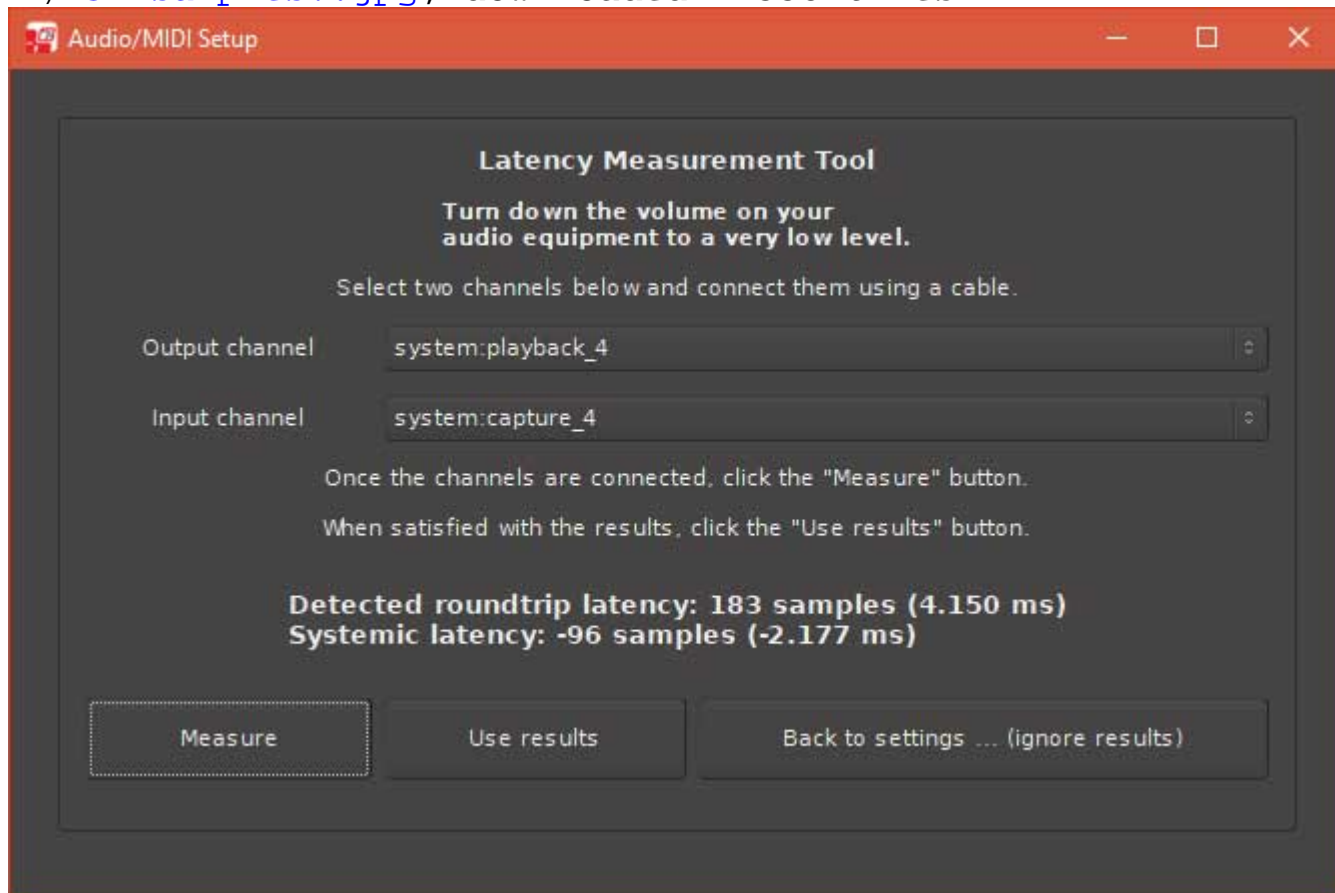 Audio/MIDI Setup
Latency Measurement Tool
Turn down the volume on your
audio equipment to a very low level.
Select two channels below and connect them using a cable.
Output channel system:playback_4
Input channel system:capture_4
Once the channels are connected, click the "Measure" button.
When satisfied with the results, click the "Use results" button.
Detected roundtrip latency: 183 samples (4.150 ms)
Systemic latency: -96 samples (-2.177 ms)
Measure Use results Back to settings ... (ignore results)